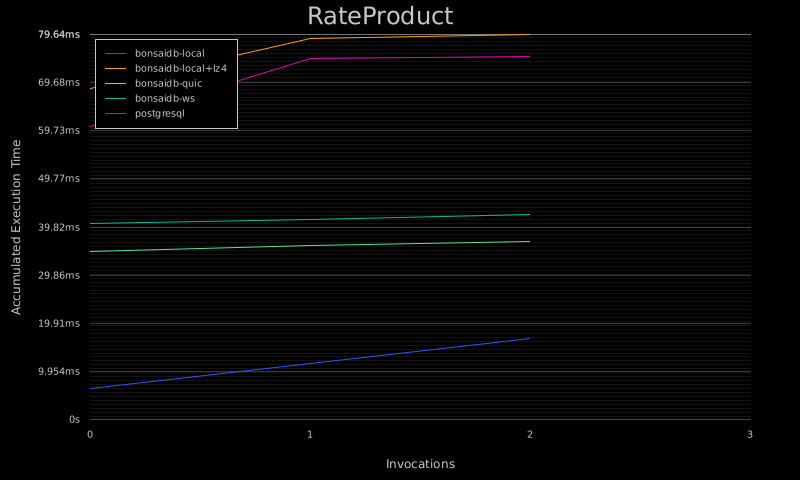 RateProduct
79.64ms
69.68ms
59.73ms
49.77ms
39.82ms
29.86ms
19.91ms
9.954ms
0s
Accumulated Execution Time
bonsaidb-local
bonsaidb-local+lz4
bonsaidb-quic
bonsaidb-ws
postgresql
0 1 2 3
Invocations